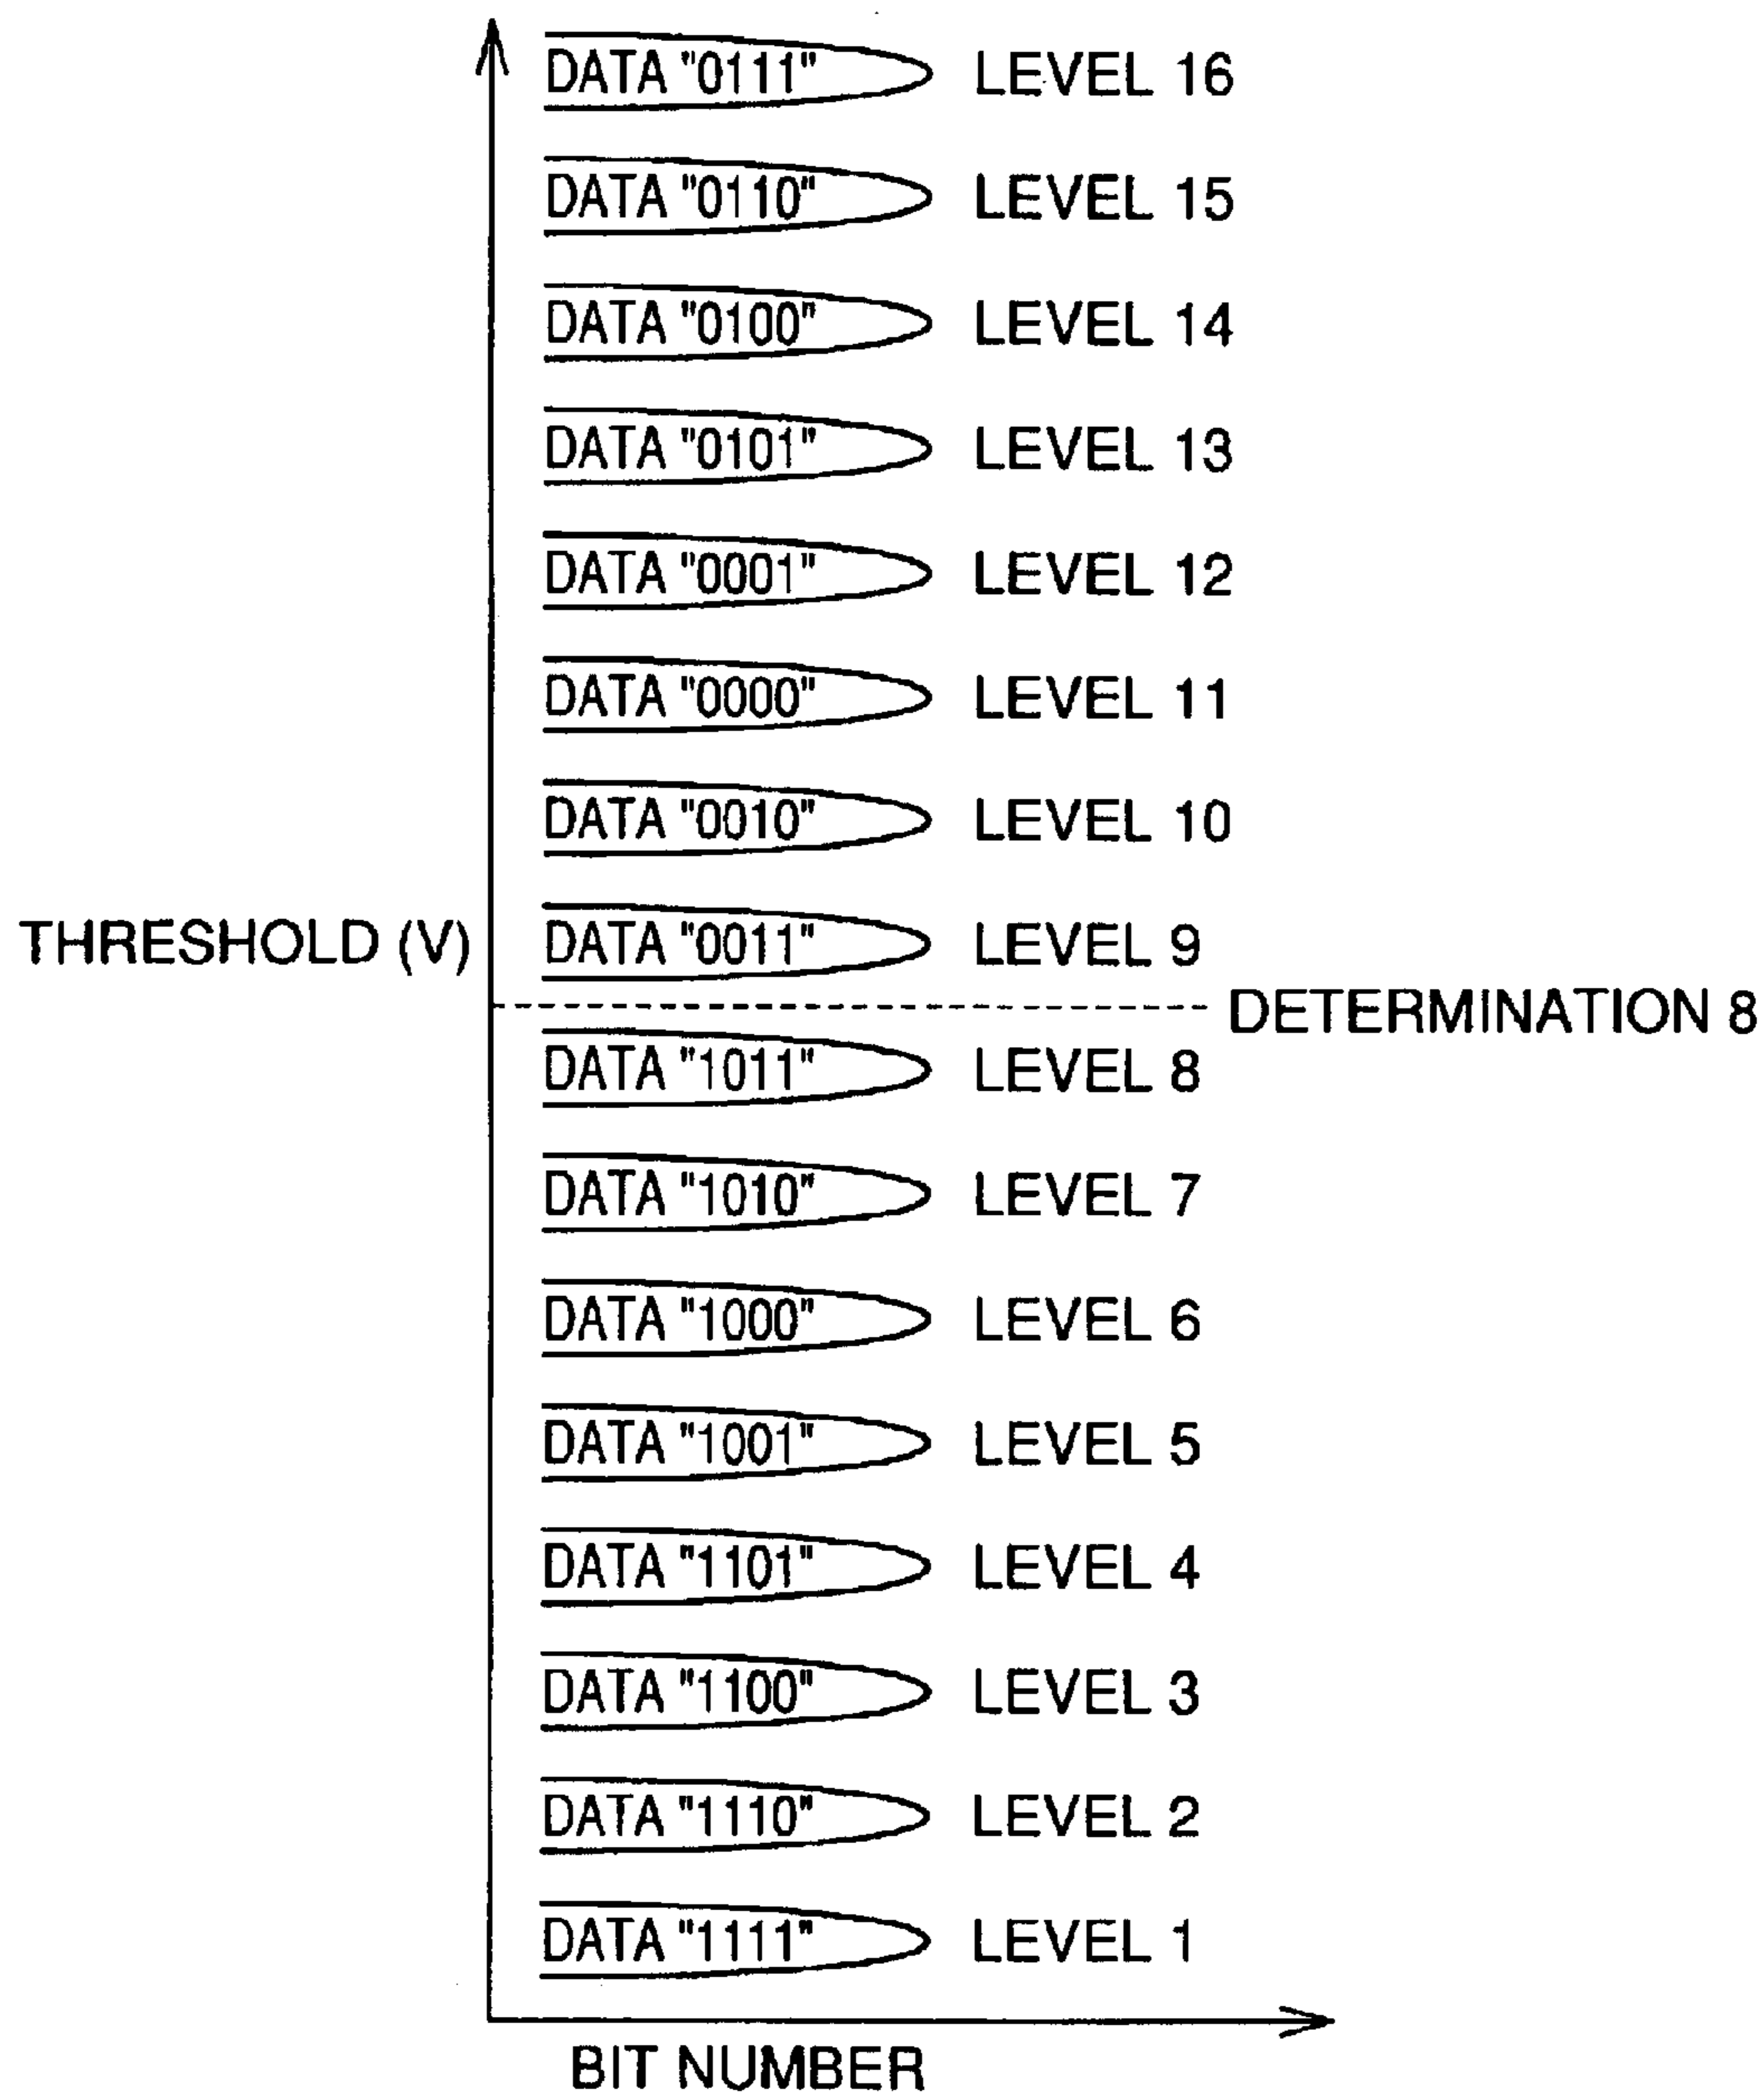 DATA "0111" LEVEL 16
DATA "0110" LEVEL 15
DATA "0100" LEVEL 14
DATA "0101" LEVEL 13
DATA "0001" LEVEL 12
DATA "0000" LEVEL 11
DATA "0010" LEVEL 10
THRESHOLD (V) DATA "0011" LEVEL 9
DETERMINATION 8
DATA "1011" LEVEL 8
DATA "1010" LEVEL 7
DATA "1000" LEVEL 6
DATA "1001" LEVEL 5
DATA "1101" LEVEL 4
DATA "1100" LEVEL 3
DATA "1110" LEVEL 2
DATA "1111" LEVEL 1
BIT NUMBER